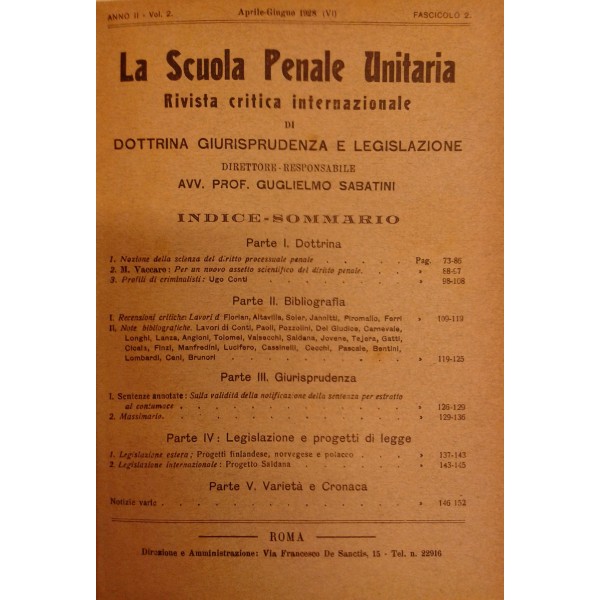 ANNO II - Vol. 2.
Aprile-Giugno 1928 (VI)
FASCICOLO 2.
La Scuola Penale Unitaria
Rivista critica internazionale
DI
DOTTRINA GIURISPRUDENZA E LEGISLAZIONE
DIRETTORE-RESPONSABILE
AVV. PROF. GUGLIELMO SABATINI
INDICE-SOMMARIO
Parte I. Dottrina
1. Nozione della scienza del diritto processuale penale . . . . . . Pag. 73-86
2. M. Vaccaro: Per un nuovo assetto scientifico del diristo penale. . . . . » 88-97
3. Profili di criminalisti: Ugo Conti . . . . . . . . » 98-108
Parte II. Bibliografia
I. Recensioni critiche: Lavori d Florian, Altavilla, Soler, Jannitti, Piromallo, Ferri » 109-119
II. Note bibliografiche. Lavori di Conti, Paoli, Pozzolini, Del Giudice, Carnevale,
Longhi, Lanza, Angioni, Tolomei, Valsecchi, Saldana, Jovene, Tejera, Gatti,
Cicala, Finzi, Manfredini, Lucifero, Cassinelli, Cecchi, Pascale, Bentini,
Lombardi, Cani, Brunori . . . . . . . . . » 119-125
Parte III. Giurisprudenza
1. Sentenze annotate: Sulla validità della notificazione della sentenza per estratto
al contumace . . . . . . . . . . » 126-129
2. Massimario. . . . . . . . . . . » 129-136
Parte IV: Legislazione e progetti di legge
1. Legislazione estera: Progetti finlandese, norvegese e polacco . . . . » 137-143
2 Legislazione internazionale: Progetto Saldana . . . . . . » 143-145
Parte V. Varietà e Cronaca
Notizie varie . . . . . . . . . . . » 146-152
ROMA
Direzione e Amministrazione: Via Francesco De Sanctis, 15 - Tel. n. 22916